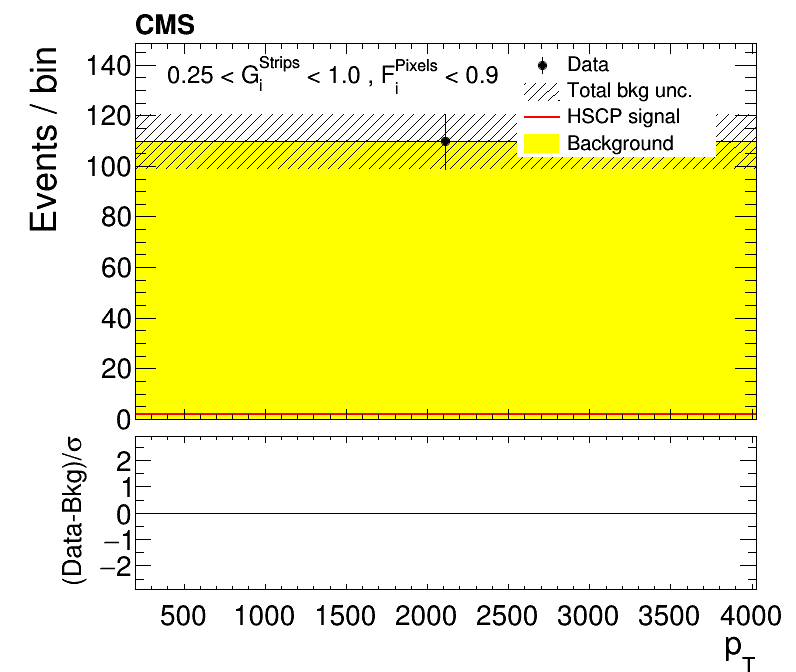 CMS
Events / bin
140
120
100
80
60
40
20
0
0.25 < G_i^Strips < 1.0 , F_i^Pixels < 0.9
Data
Total bkg unc.
HSCP signal
Background
(Data-Bkg)/σ
2
1
0
−1
−2
500 1000 1500 2000 2500 3000 3500 4000
p_T